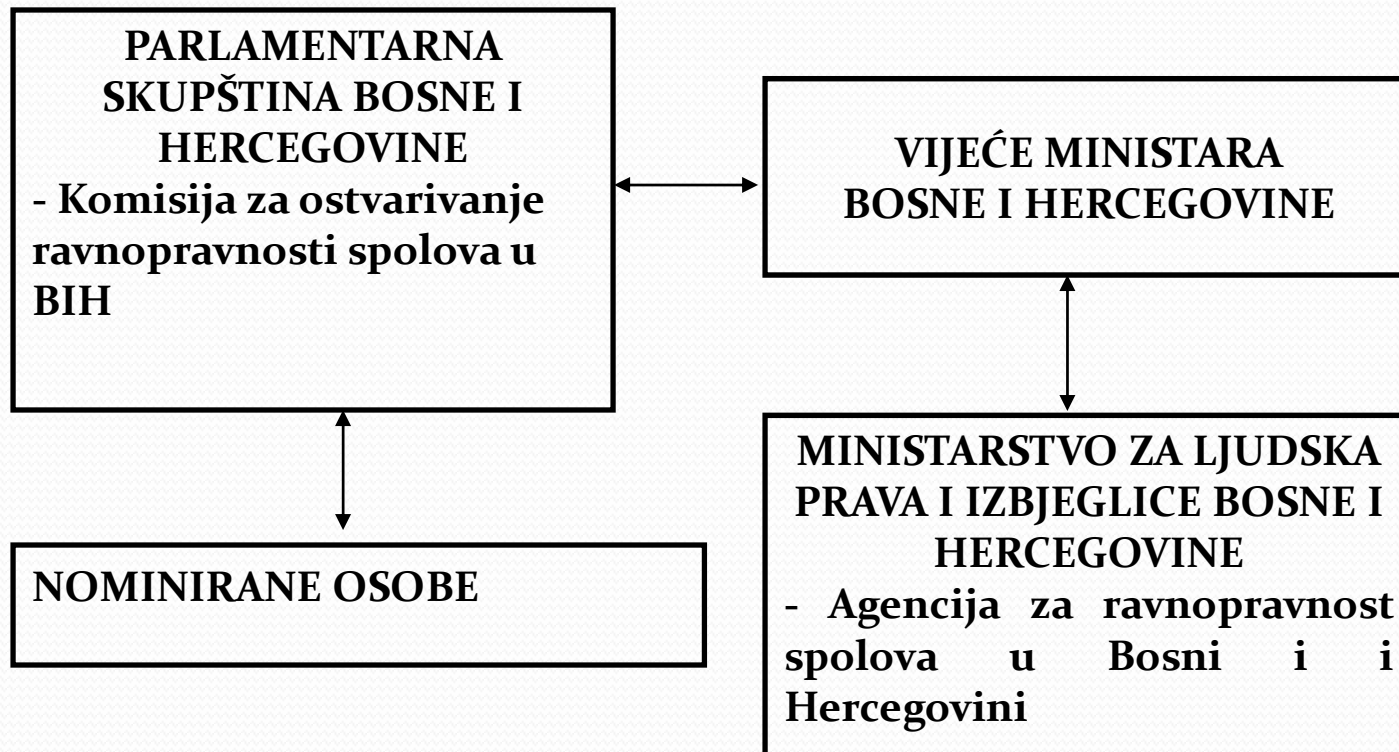 PARLAMENTARNA
SKUPŠTINA BOSNE I
HERCEGOVINE
- Komisija za ostvarivanje
ravnopravnosti spolova u
BIH
VIJEĆE MINISTARA
BOSNE I HERCEGOVINE
NOMINIRANE OSOBE
MINISTARSTVO ZA LJUDSKA
PRAVA I IZBJEGLICE BOSNE I
HERCEGOVINE
- Agencija za ravnopravnost
spolova u Bosni i i
Hercegovini